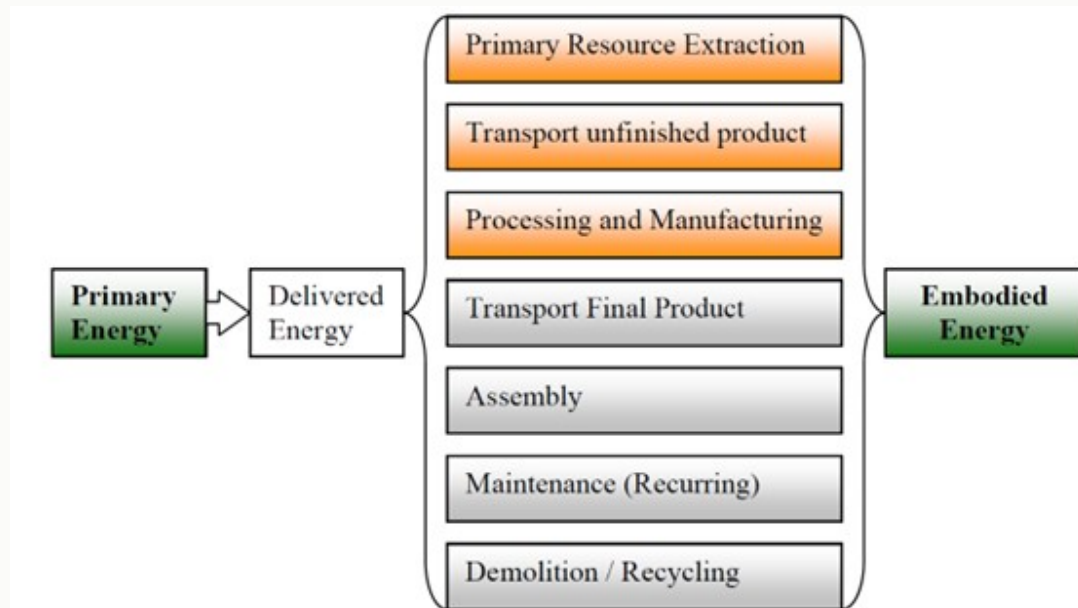 Primary Resource Extraction
Transport unfinished product
Processing and Manufacturing
Primary
Energy
Delivered
Energy
Transport Final Product
Embodied
Energy
Assembly
Maintenance (Recurring)
Demolition / Recycling